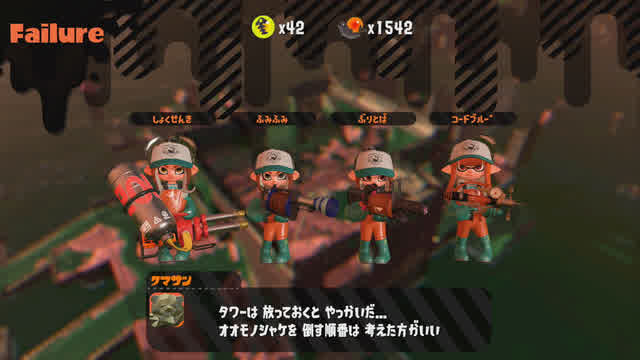 Failure
x42
x1542
しょくせんき
ふみふみ
ぷりとば
コードブルー
クマサン
タワーは 放っておくと やっかいだ...
オオモノシャケを 倒す順番は 考えた方がいい